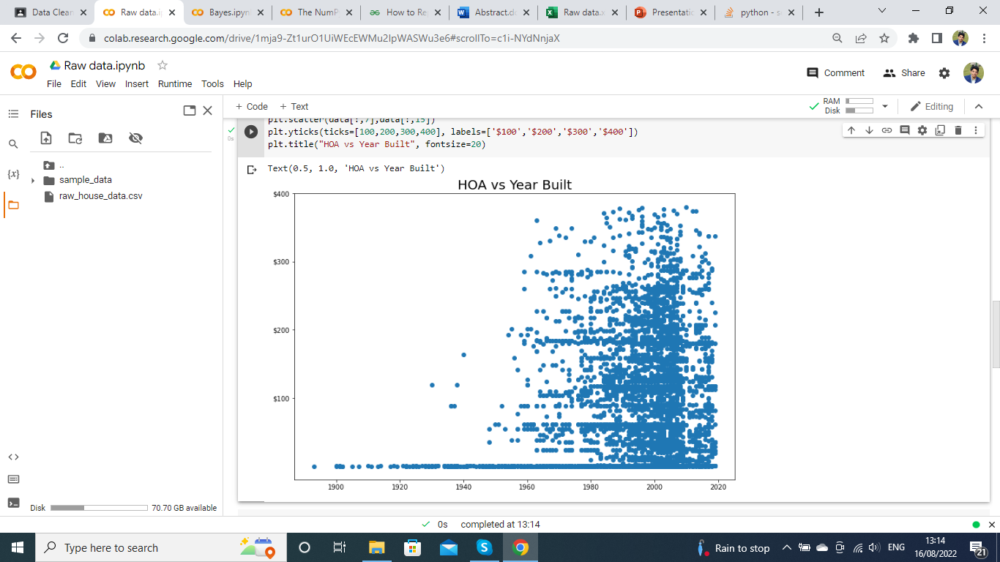 Data Clean
Raw data.i
Bayes.ipyn
The NumP
How to Re
Abstract.d
Raw data.x
Presentati
python - s
colab.research.google.com/drive/1mja9-Zt1urO1UiWEcEWMu2IpWASWu3e6#scrollTo=c1i-NYdNnjaX
Raw data.ipynb
File Edit View Insert Runtime Tools Help
Comment
Share
+ Code + Text
RAM
Disk
Editing
Files
..
sample_data
raw_house_data.csv
{x}
Disk
70.70 GB available
0s
plt.scatter(data[:,7],data[:,15])
plt.yticks(ticks=[100,200,300,400], labels=['$100','$200','$300','$400'])
plt.title("HOA vs Year Built", fontsize=20)
Text(0.5, 1.0, 'HOA vs Year Built')
HOA vs Year Built
$400
$300
$200
$100
1900 1920 1940 1960 1980 2000 2020
0s completed at 13:14
Type here to search
Rain to stop
ENG
13:14
16/08/2022
21